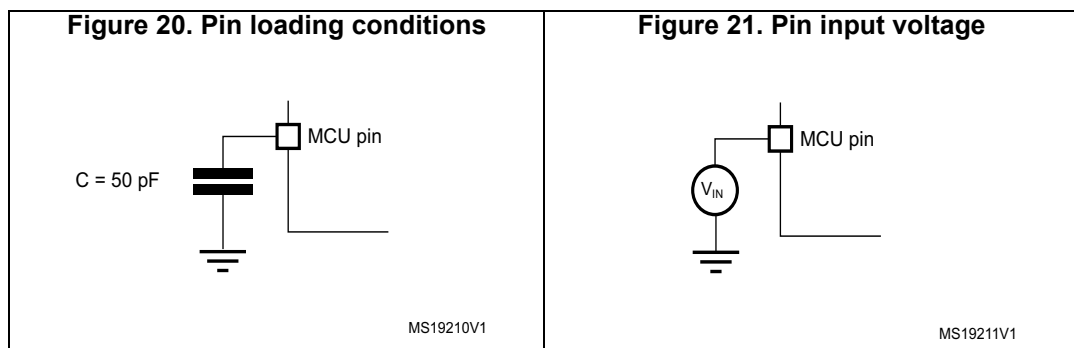 Figure 20. Pin loading conditions
MCU pin
C = 50 pF
MS19210V1
Figure 21. Pin input voltage
MCU pin
VIN
MS19211V1